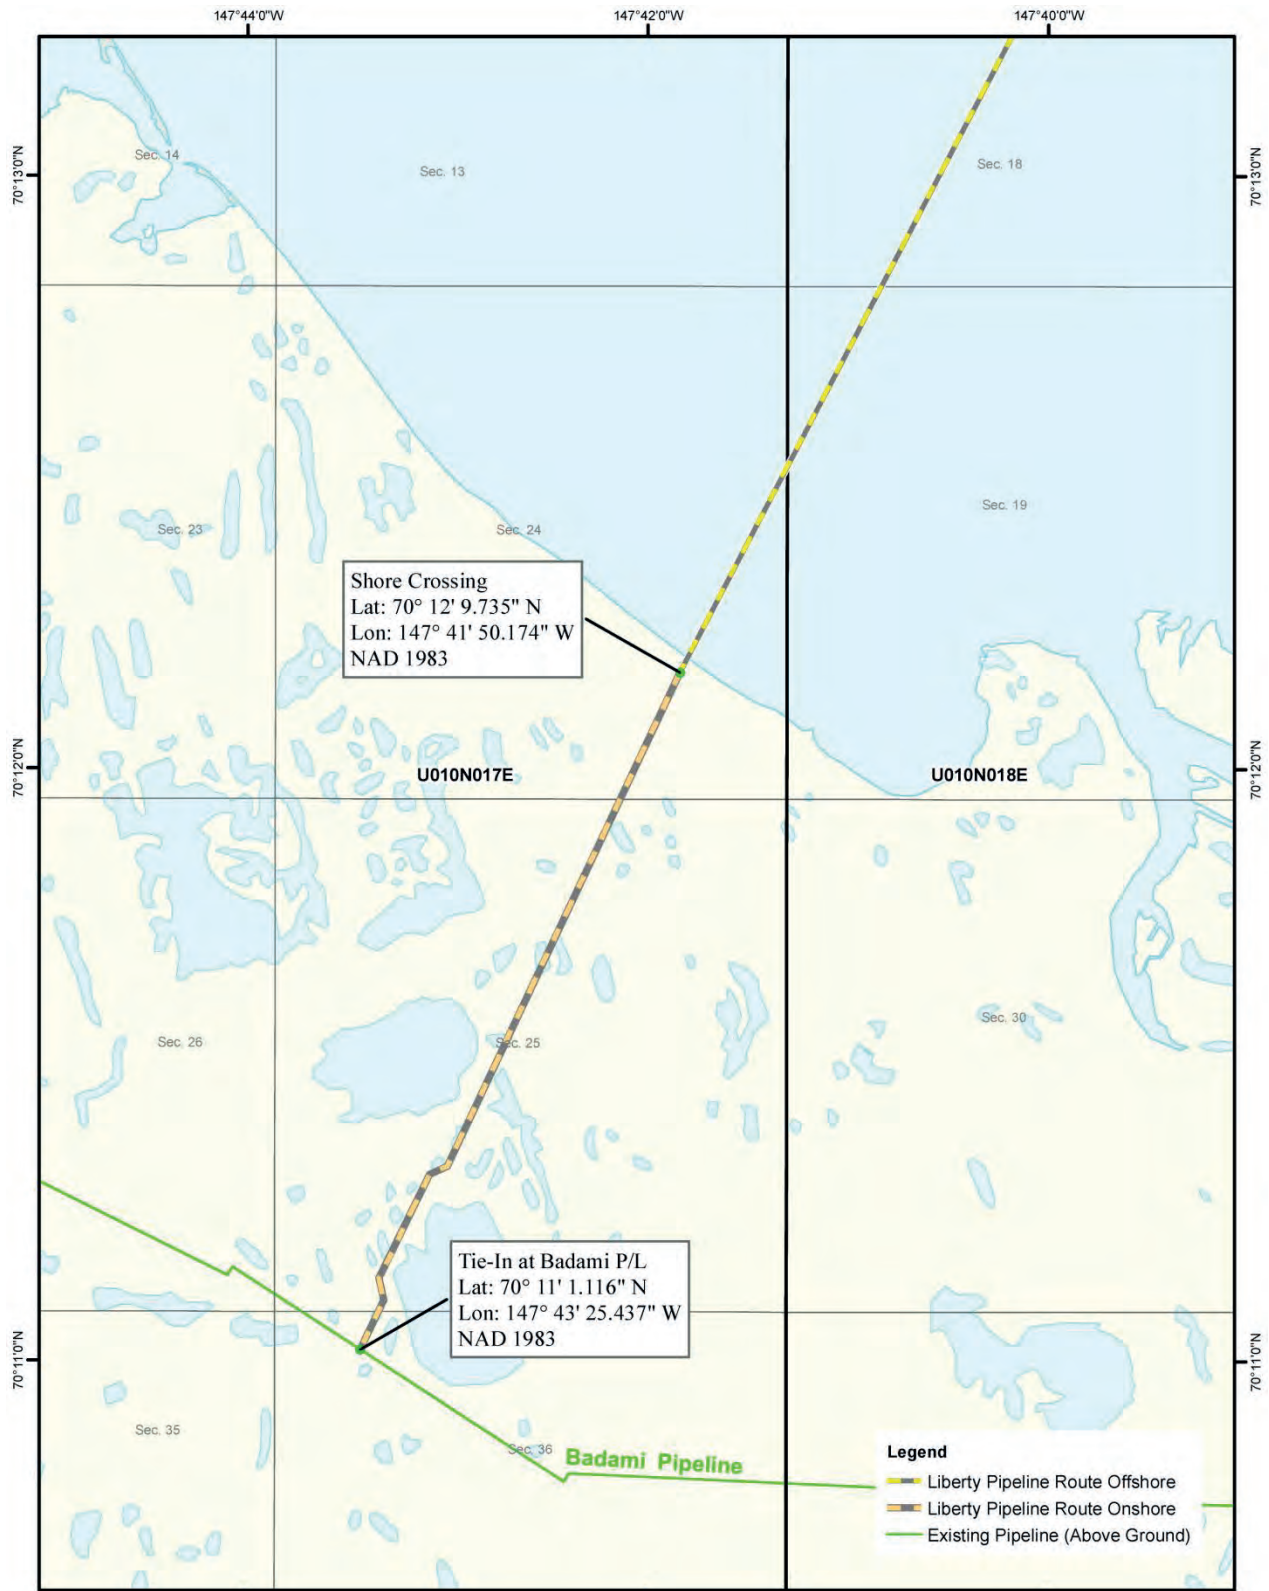 147°44'0"W
147°42'0"W
147°40'0"W
70°13'0"N
70°13'0"N
Sec. 14
Sec. 13
Sec. 18
Sec. 23
Sec. 24
Sec. 19
Shore Crossing
Lat: 70° 12' 9.735" N
Lon: 147° 41' 50.174" W
NAD 1983
70°12'0"N
70°12'0"N
U010N017E
U010N018E
Sec. 26
Sec. 25
Sec. 30
Tie-In at Badami P/L
Lat: 70° 11' 1.116" N
Lon: 147° 43' 25.437" W
NAD 1983
70°11'0"N
70°11'0"N
Sec. 35
Sec. 36
Badami Pipeline
Legend
Liberty Pipeline Route Offshore
Liberty Pipeline Route Onshore
Existing Pipeline (Above Ground)